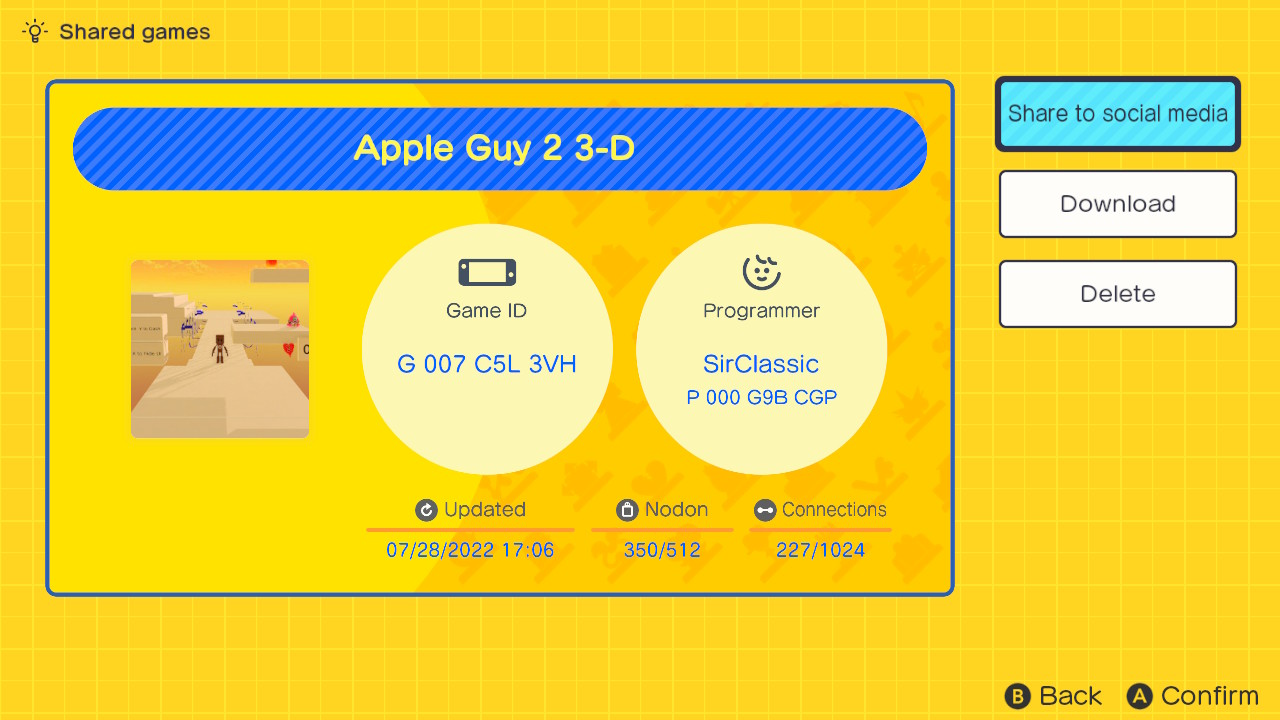 Shared games
Apple Guy 2 3-D
Share to social media
Download
Delete
Game ID
G 007 C5L 3VH
Programmer
SirClassic
P 000 G9B CGP
Updated
07/28/2022 17:06
Nodon
350/512
Connections
227/1024
B Back
A Confirm